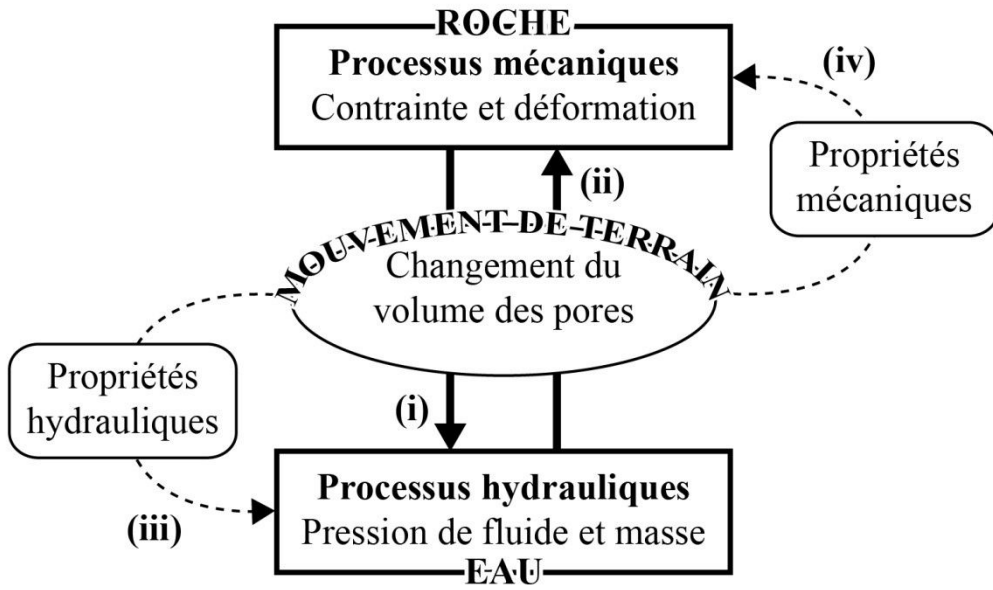 ROCHE
Processus mécaniques
Contrainte et déformation
(iv)
Propriétés
mécaniques
(ii)
MOUVEMENT DE TERRAIN
Changement du
volume des pores
Propriétés
hydrauliques
(i)
(iii)
Processus hydrauliques
Pression de fluide et masse
EAU